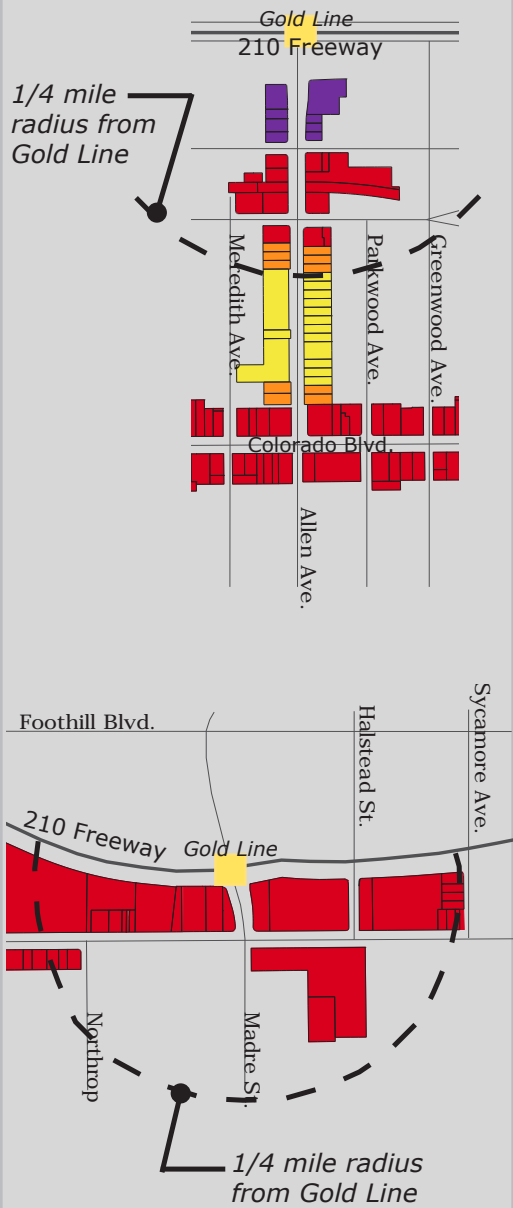 Gold Line
210 Freeway
1/4 mile
radius from
Gold Line
Meredith Ave.
Parkwood Ave.
Greenwood Ave.
Colorado Blvd.
Allen Ave.
Foothill Blvd.
Halstead St.
Sycamore Ave.
210 Freeway
Gold Line
Northrop
Madre St.
1/4 mile radius
from Gold Line